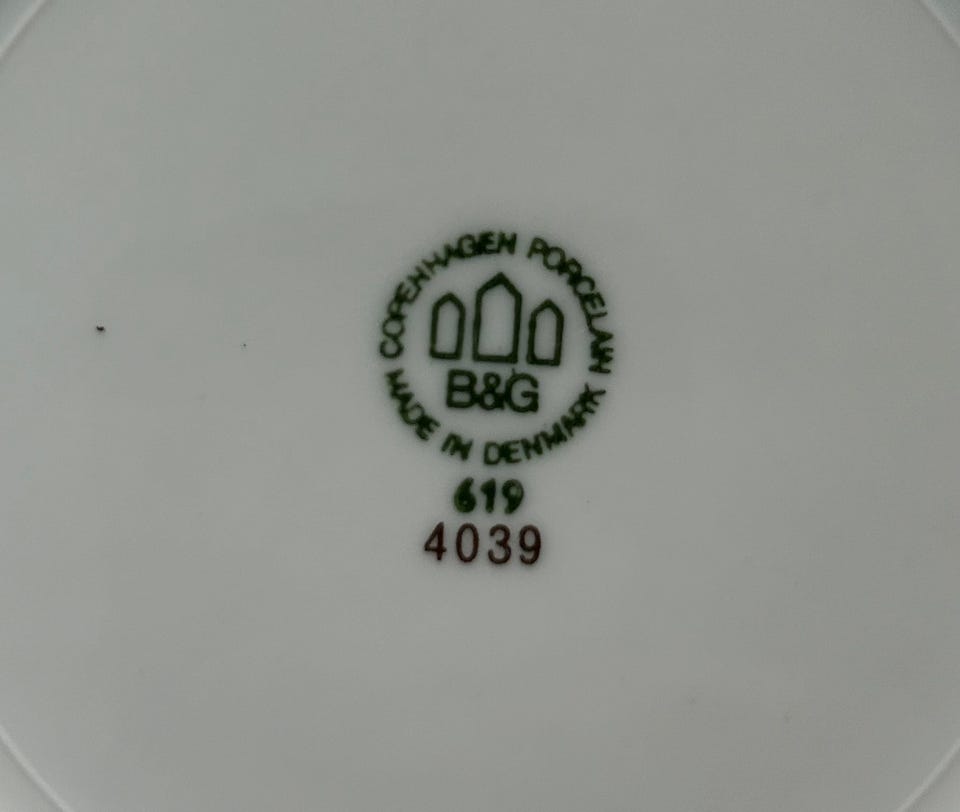 COPENHAGEN PORCELAIN
B&G
MADE IN DENMARK
619
4039